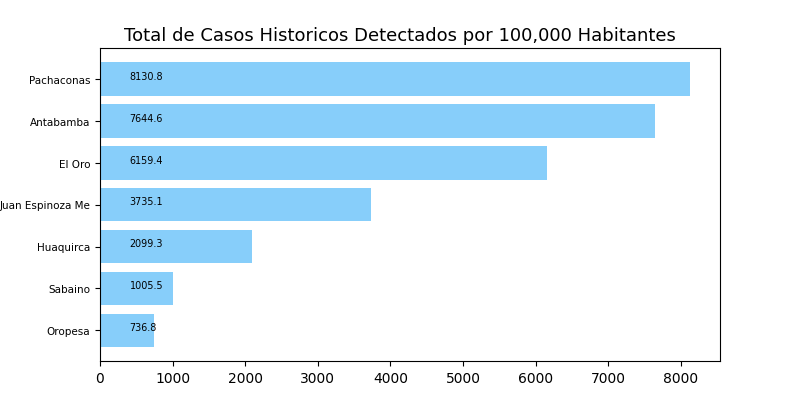 Total de Casos Historicos Detectados por 100,000 Habitantes
Pachaconas 8130.8
Antabamba 7644.6
El Oro 6159.4
Juan Espinoza Me 3735.1
Huaquirca 2099.3
Sabaino 1005.5
Oropesa 736.8
0 1000 2000 3000 4000 5000 6000 7000 8000